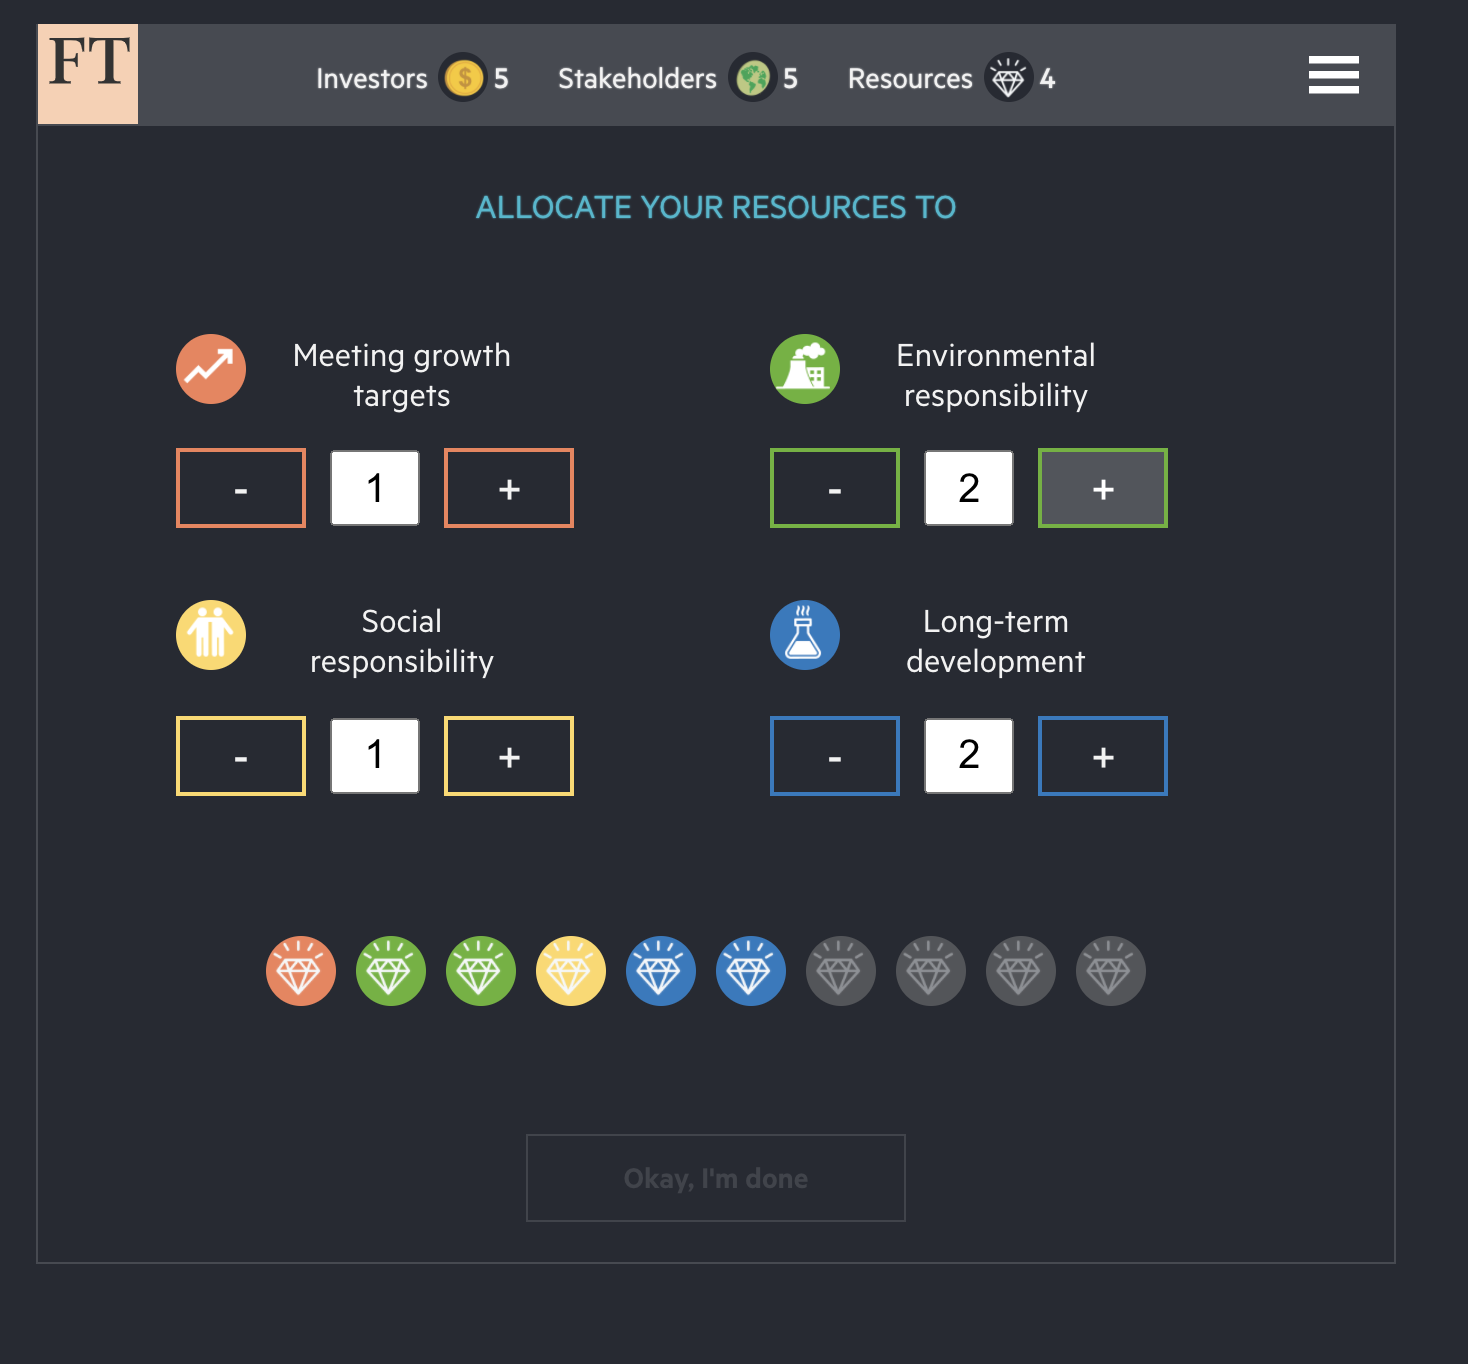 FT
Investors $ 5 Stakeholders 5 Resources 4
ALLOCATE YOUR RESOURCES TO
Meeting growth
targets
Environmental
responsibility
- 1 +
- 2 +
Social
responsibility
Long-term
development
- 1 +
- 2 +
Okay, I'm done